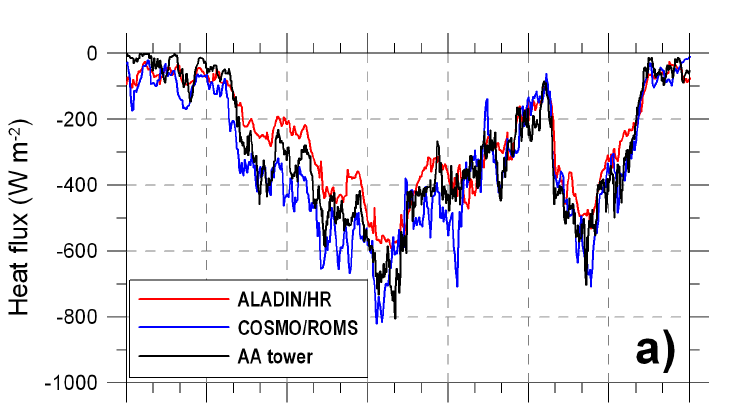 0
-200
-400
-600
-800
-1000
Heat flux (W m⁻²)
ALADIN/HR
COSMO/ROMS
AA tower
a)